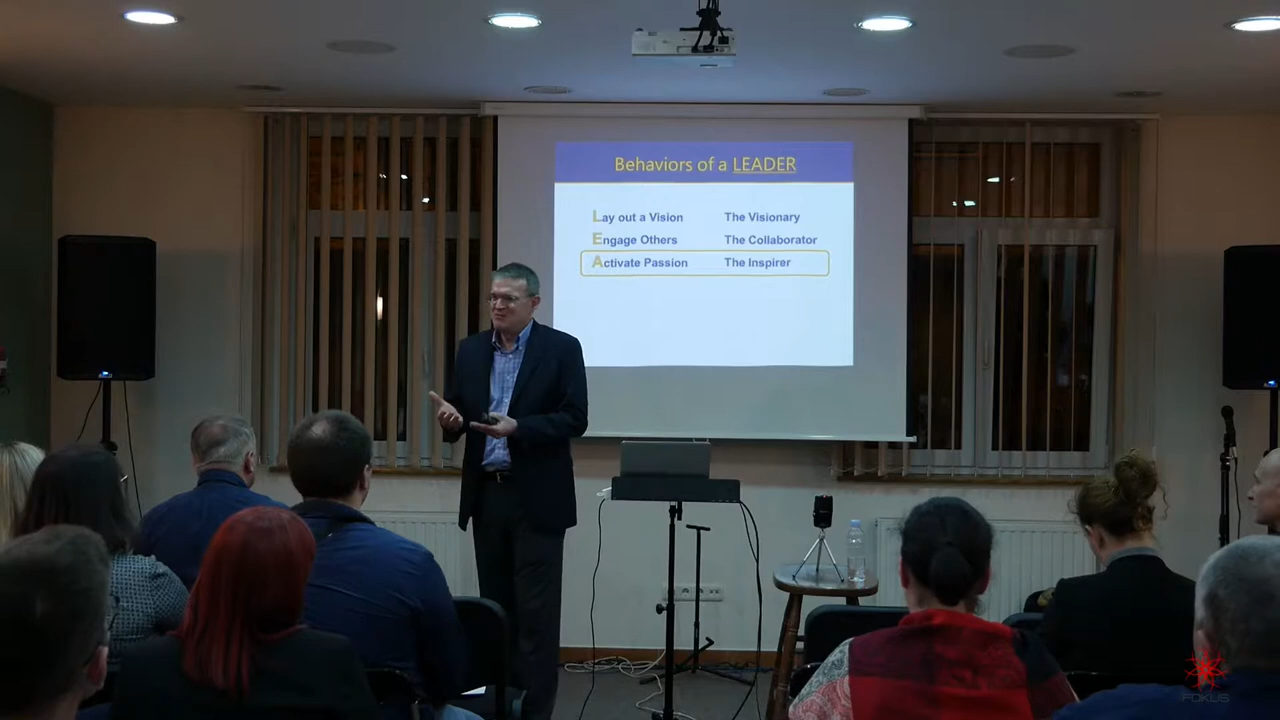 Behaviors of a LEADER
Lay out a Vision The Visionary
Engage Others The Collaborator
Activate Passion The Inspirer
FOKUS